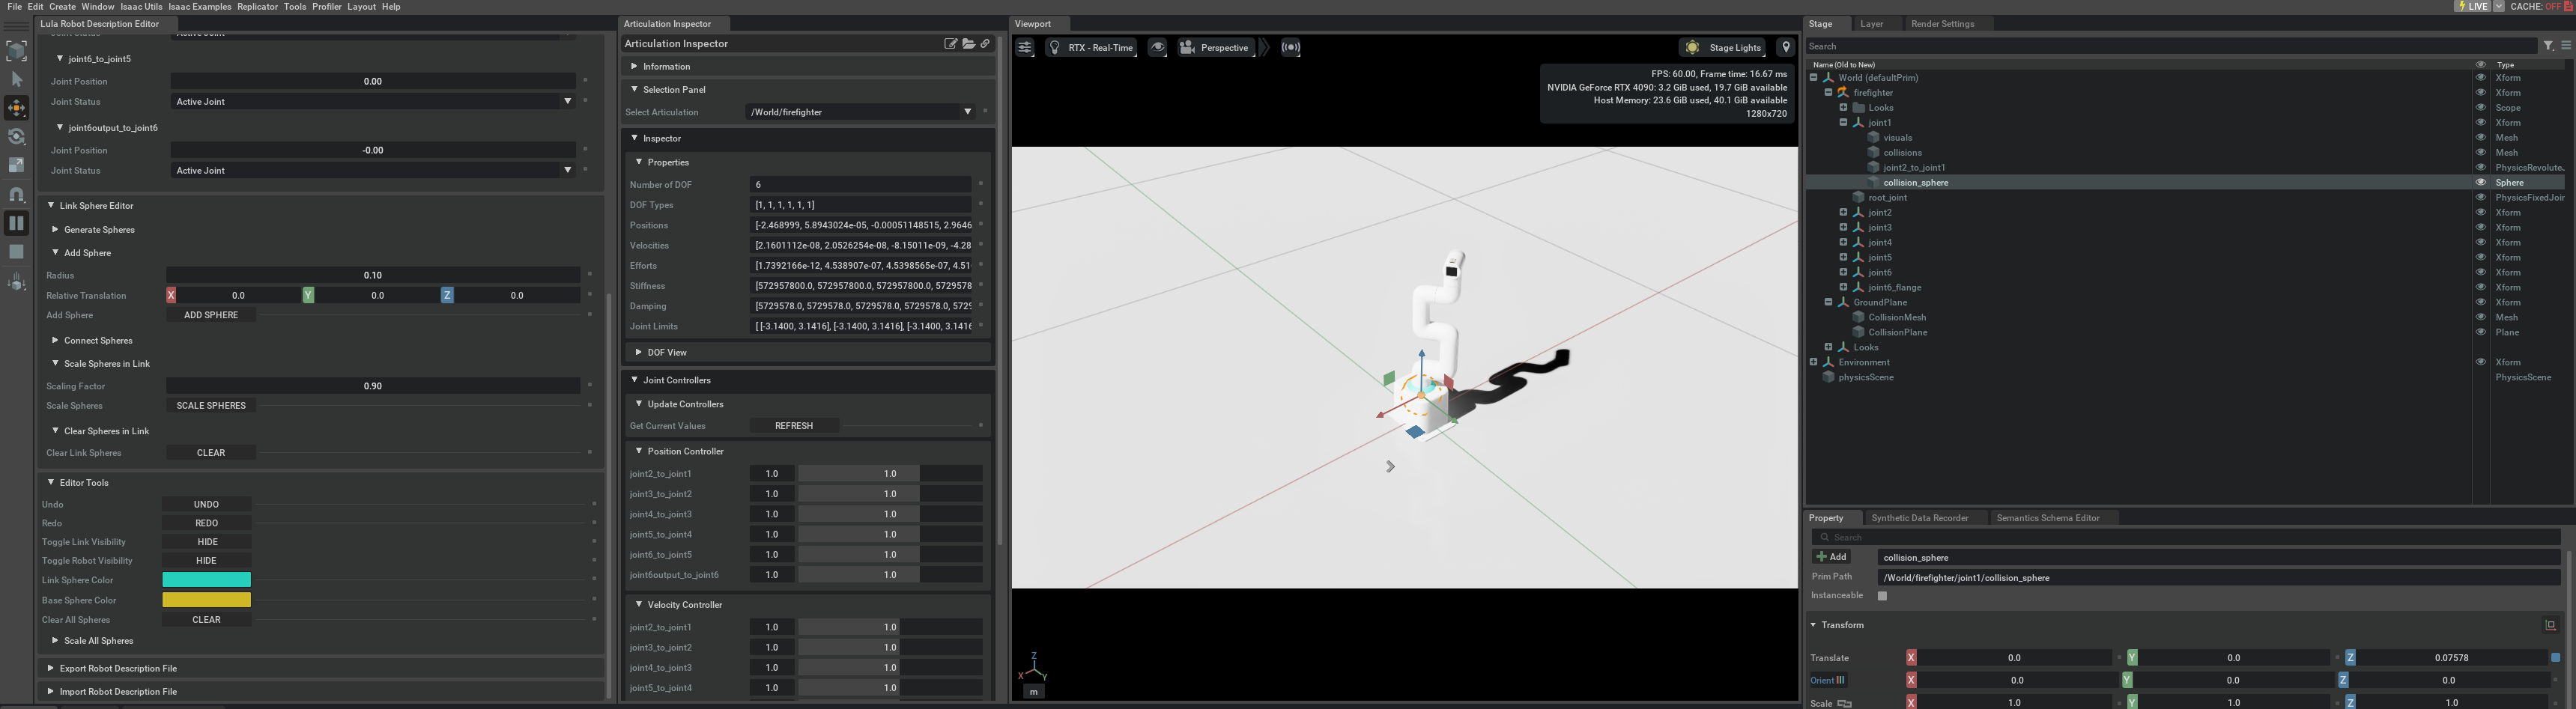 File Edit Create Window Isaac Utils Isaac Examples Replicator Tools Profiler Layout Help
LIVE CACHE: OFF
Lula Robot Description Editor
joint6_to_joint5
Joint Position 0.00
Joint Status Active Joint
joint6output_to_joint6
Joint Position -0.00
Joint Status Active Joint
Link Sphere Editor
Generate Spheres
Add Sphere
Radius 0.10
Relative Translation X 0.0 Y 0.0 Z 0.0
Add Sphere ADD SPHERE
Connect Spheres
Scale Spheres in Link
Scaling Factor 0.90
Scale Spheres SCALE SPHERES
Clear Spheres in Link
Clear Link Spheres CLEAR
Editor Tools
Undo UNDO
Redo REDO
Toggle Link Visibility HIDE
Toggle Robot Visibility HIDE
Link Sphere Color
Base Sphere Color
Clear All Spheres CLEAR
Scale All Spheres
Export Robot Description File
Import Robot Description File
Articulation Inspector
Articulation Inspector
Information
Selection Panel
Select Articulation /World/firefighter
Inspector
Properties
Number of DOF 6
DOF Types [1, 1, 1, 1, 1, 1]
Positions [-2.468999, 5.8943024e-05, -0.00051148515, 2.9646
Velocities [2.1601112e-08, 2.0526254e-08, -8.15011e-09, -4.28
Efforts [1.7392166e-12, 4.538907e-07, 4.5398565e-07, 4.51
Stiffness [572957800.0, 572957800.0, 572957800.0, 5729578
Damping [5729578.0, 5729578.0, 5729578.0, 5729578.0, 5729
Joint Limits [[-3.1400, 3.1416], [-3.1400, 3.1416], [-3.1400, 3.1416
DOF View
Joint Controllers
Update Controllers
Get Current Values REFRESH
Position Controller
joint2_to_joint1 1.0 1.0
joint3_to_joint2 1.0 1.0
joint4_to_joint3 1.0 1.0
joint5_to_joint4 1.0 1.0
joint6_to_joint5 1.0 1.0
joint6output_to_joint6 1.0 1.0
Velocity Controller
joint2_to_joint1 1.0 1.0
joint3_to_joint2 1.0 1.0
joint4_to_joint3 1.0 1.0
joint5_to_joint4 1.0 1.0
Viewport
RTX - Real-Time Perspective Stage Lights
FPS: 60.00, Frame time: 16.67 ms
NVIDIA GeForce RTX 4090: 3.2 GiB used, 19.7 GiB available
Host Memory: 23.6 GiB used, 40.1 GiB available
1280x720
Z
X Y
m
Stage Layer Render Settings
Search
Name (Old to New) Type
World (defaultPrim) Xform
firefighter Xform
Looks Scope
joint1 Xform
visuals Mesh
collisions Mesh
joint2_to_joint1 PhysicsRevolute
collision_sphere Sphere
root_joint PhysicsFixedJoin
joint2 Xform
joint3 Xform
joint4 Xform
joint5 Xform
joint6 Xform
joint6_flange Xform
GroundPlane Xform
CollisionMesh Mesh
CollisionPlane Plane
Looks
Environment Xform
physicsScene PhysicsScene
Property Synthetic Data Recorder Semantics Schema Editor
Search
Add collision_sphere
Prim Path /World/firefighter/joint1/collision_sphere
Instanceable
Transform
Translate X 0.0 Y 0.0 Z 0.07578
Orient X 0.0 Y 0.0 Z 0.0
Scale X 1.0 Y 1.0 Z 1.0